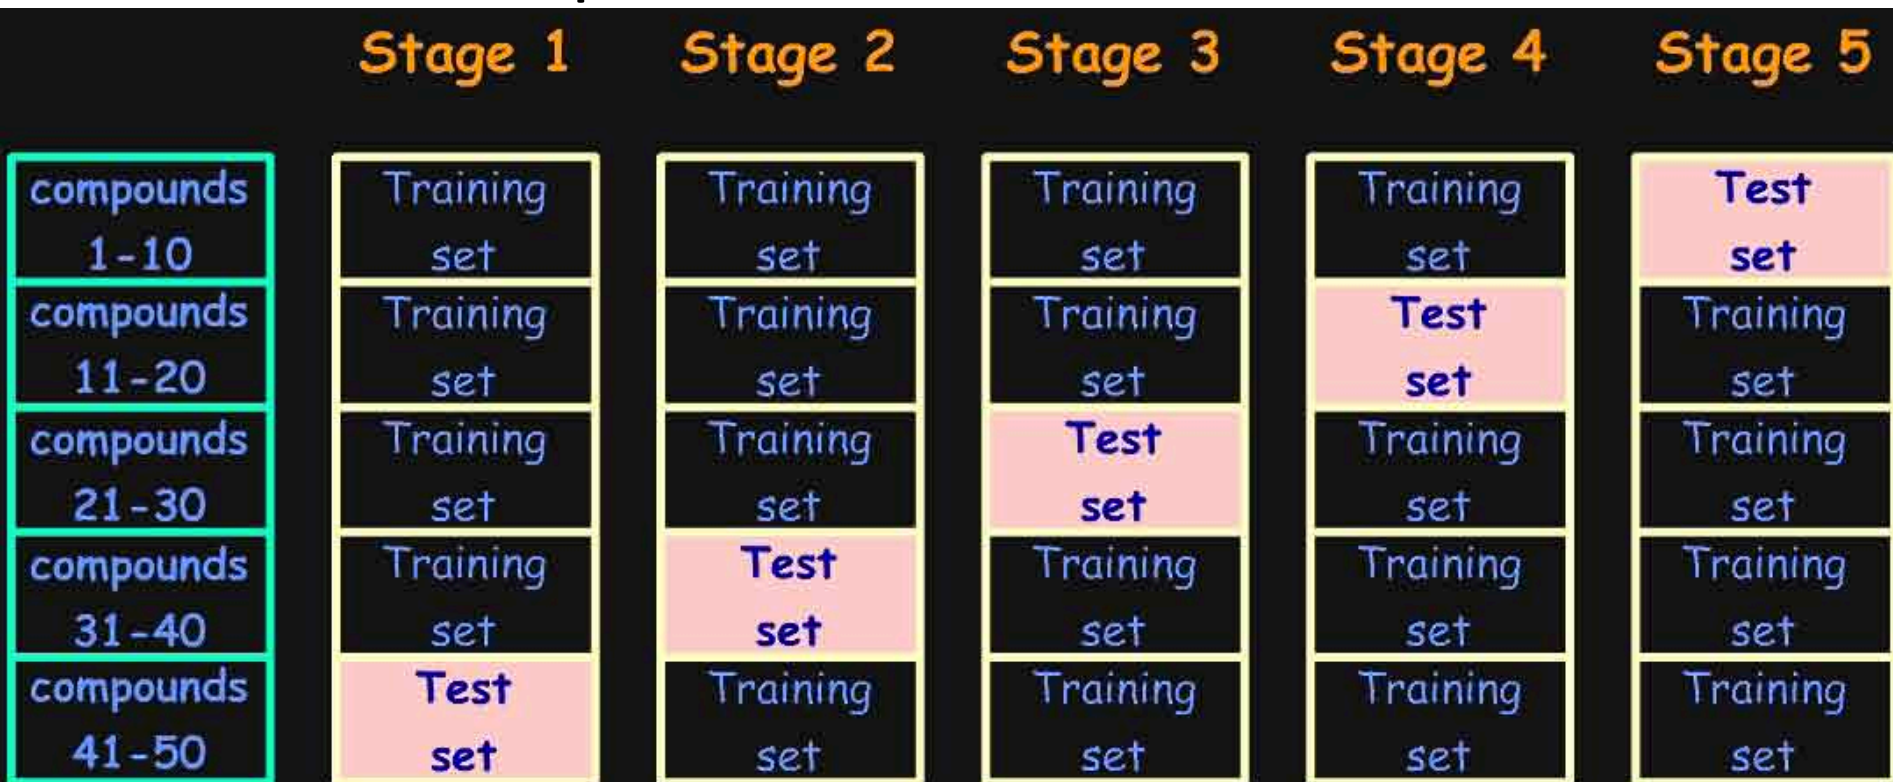 Stage 1 Stage 2 Stage 3 Stage 4 Stage 5
compounds Training Training Training Training Test
1-10 set set set set set
compounds Training Training Training Test Training
11-20 set set set set set
compounds Training Training Test Training Training
21-30 set set set set set
compounds Training Test Training Training Training
31-40 set set set set set
compounds Test Training Training Training Training
41-50 set set set set set